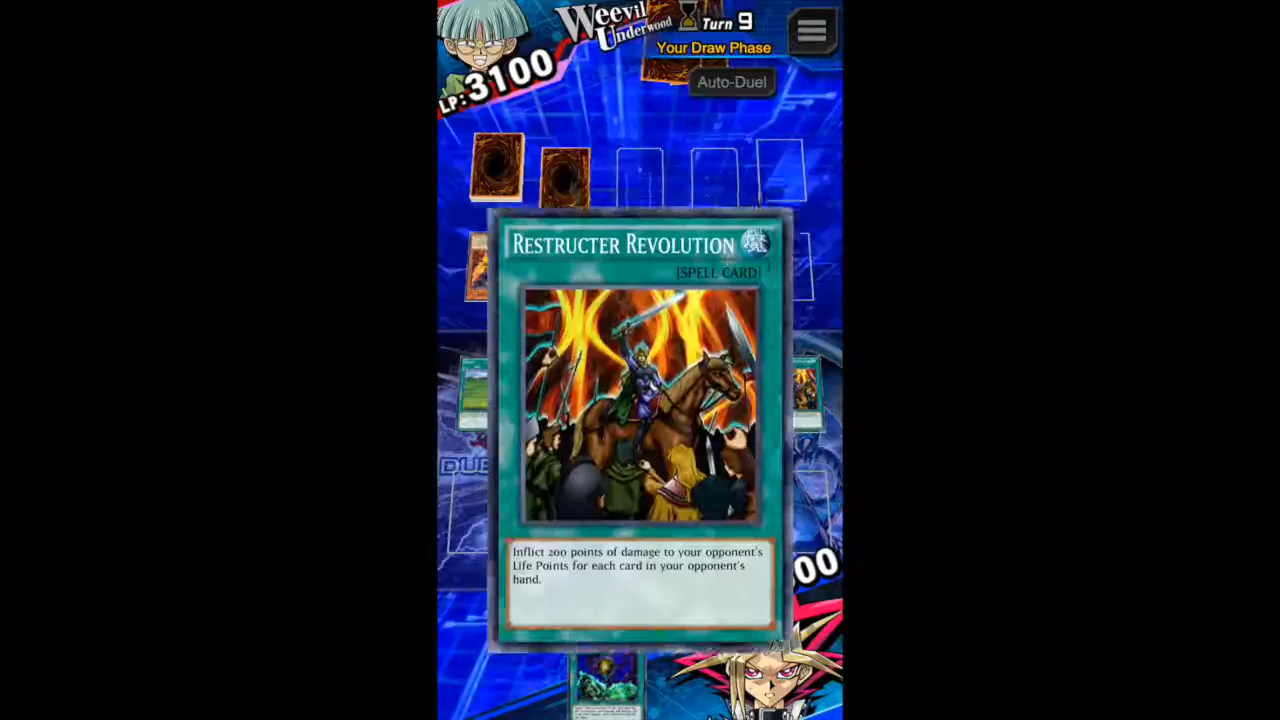 Weevil
Underwood
Turn 9
Your Draw Phase
LP:3100
Auto-Duel
RESTRUCTER REVOLUTION
[SPELL CARD]
Inflict 200 points of damage to your opponent's
Life Points for each card in your opponent's
hand.
00